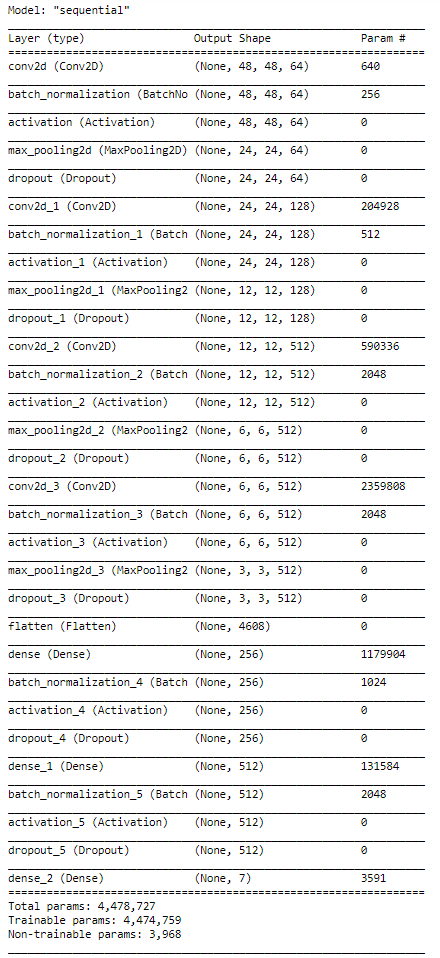 Model: "sequential"
Layer (type) Output Shape Param #
conv2d (Conv2D) (None, 48, 48, 64) 640
batch_normalization (BatchNo (None, 48, 48, 64) 256
activation (Activation) (None, 48, 48, 64) 0
max_pooling2d (MaxPooling2D) (None, 24, 24, 64) 0
dropout (Dropout) (None, 24, 24, 64) 0
conv2d_1 (Conv2D) (None, 24, 24, 128) 204928
batch_normalization_1 (Batch (None, 24, 24, 128) 512
activation_1 (Activation) (None, 24, 24, 128) 0
max_pooling2d_1 (MaxPooling2 (None, 12, 12, 128) 0
dropout_1 (Dropout) (None, 12, 12, 128) 0
conv2d_2 (Conv2D) (None, 12, 12, 512) 590336
batch_normalization_2 (Batch (None, 12, 12, 512) 2048
activation_2 (Activation) (None, 12, 12, 512) 0
max_pooling2d_2 (MaxPooling2 (None, 6, 6, 512) 0
dropout_2 (Dropout) (None, 6, 6, 512) 0
conv2d_3 (Conv2D) (None, 6, 6, 512) 2359808
batch_normalization_3 (Batch (None, 6, 6, 512) 2048
activation_3 (Activation) (None, 6, 6, 512) 0
max_pooling2d_3 (MaxPooling2 (None, 3, 3, 512) 0
dropout_3 (Dropout) (None, 3, 3, 512) 0
flatten (Flatten) (None, 4608) 0
dense (Dense) (None, 256) 1179904
batch_normalization_4 (Batch (None, 256) 1024
activation_4 (Activation) (None, 256) 0
dropout_4 (Dropout) (None, 256) 0
dense_1 (Dense) (None, 512) 131584
batch_normalization_5 (Batch (None, 512) 2048
activation_5 (Activation) (None, 512) 0
dropout_5 (Dropout) (None, 512) 0
dense_2 (Dense) (None, 7) 3591
Total params: 4,478,727
Trainable params: 4,474,759
Non-trainable params: 3,968